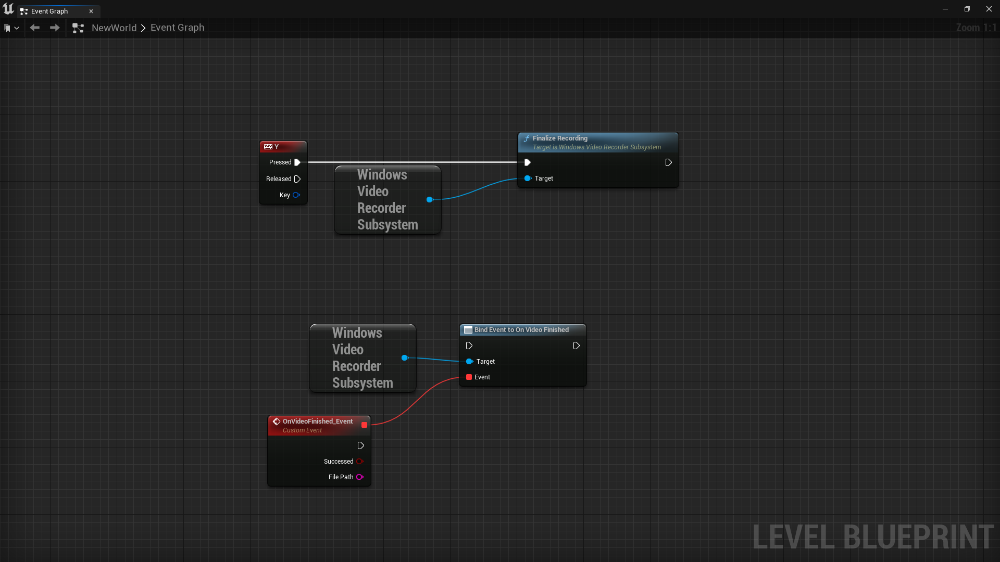 Event Graph
NewWorld > Event Graph
Zoom 1:1
Y
Pressed
Released
Key
Windows
Video
Recorder
Subsystem
Finalize Recording
Target is Windows Video Recorder Subsystem
Target
Windows
Video
Recorder
Subsystem
Bind Event to On Video Finished
Target
Event
OnVideoFinished_Event
Custom Event
Successed
File Path
LEVEL BLUEPRINT